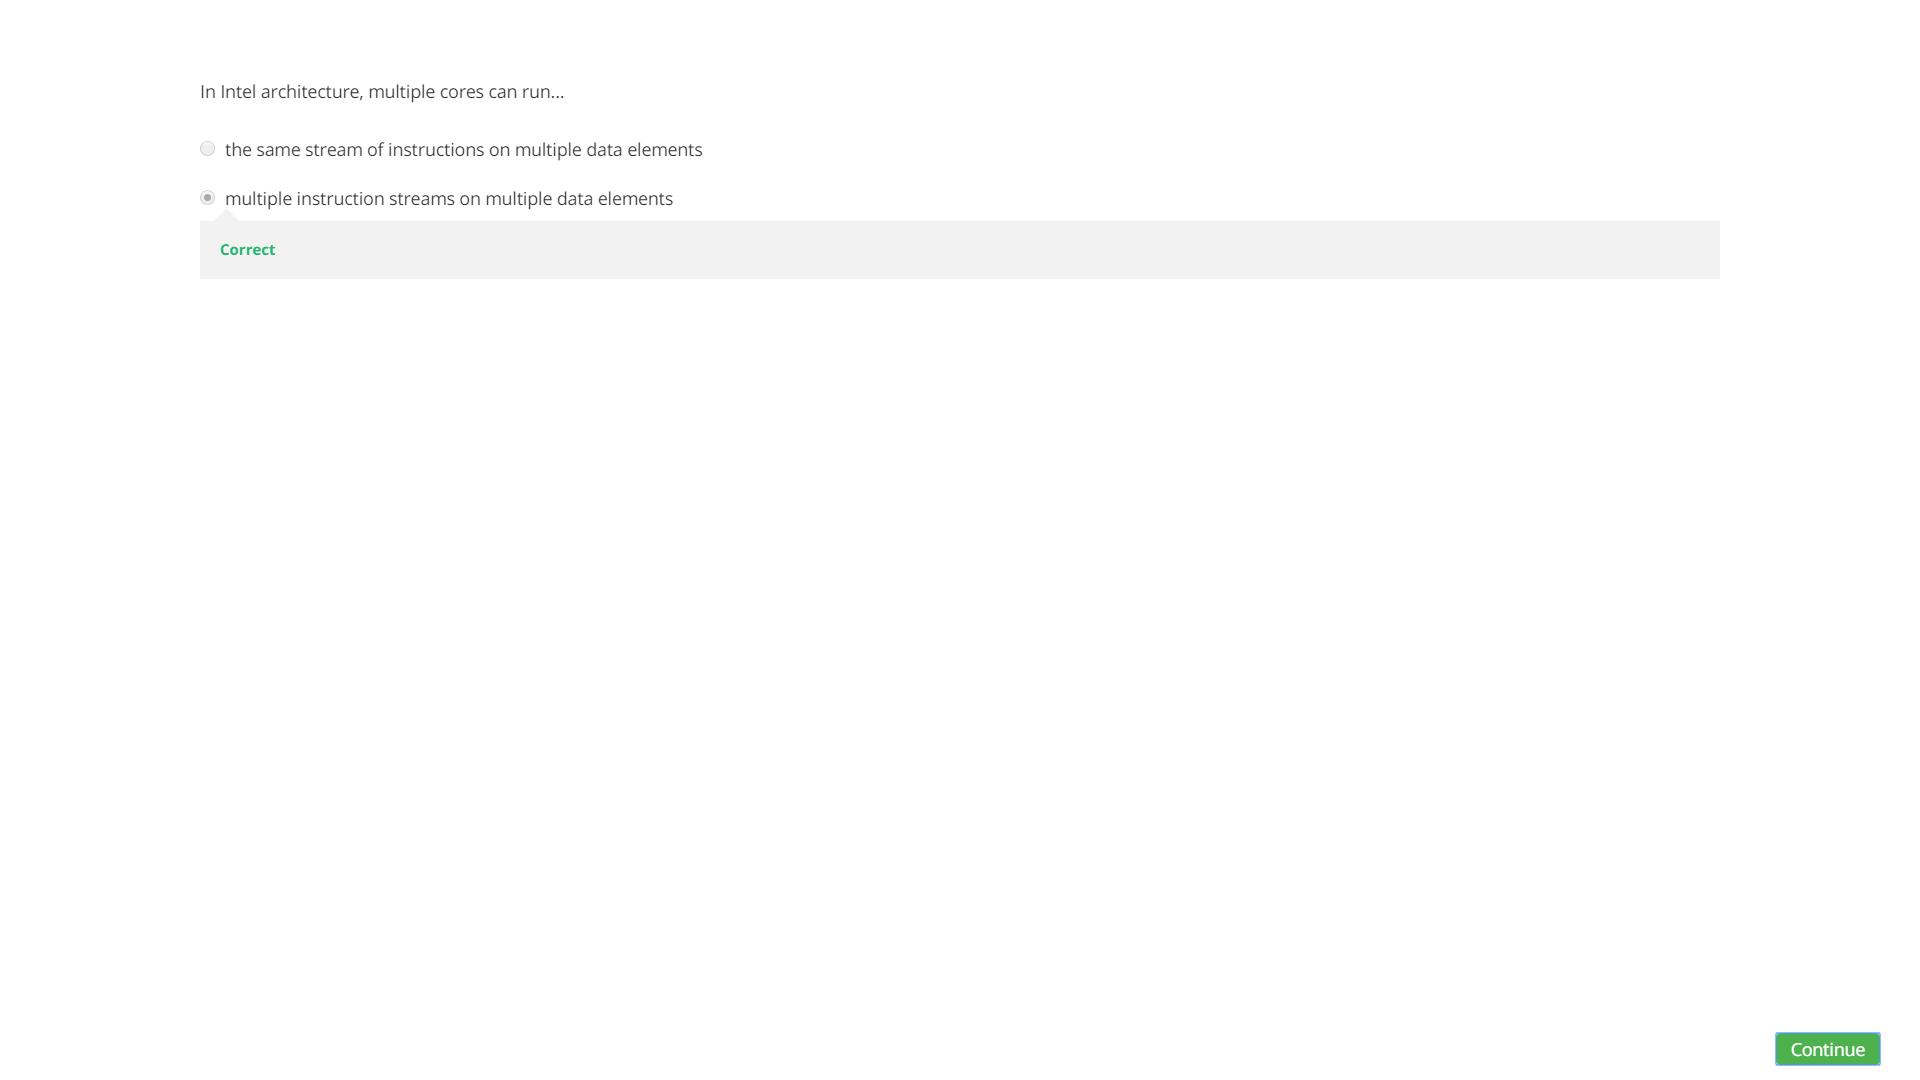 In Intel architecture, multiple cores can run...
the same stream of instructions on multiple data elements
multiple instruction streams on multiple data elements
Correct
Continue